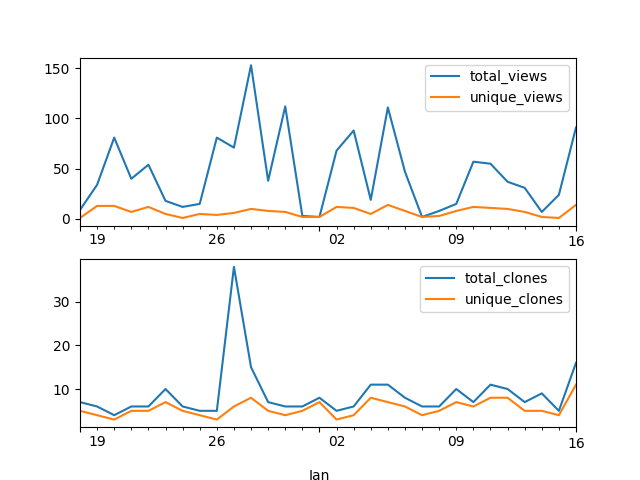 150
100
50
0
total_views
unique_views
19 26 02 09 16
30
20
10
total_clones
unique_clones
19 26 02 09 16
Jan